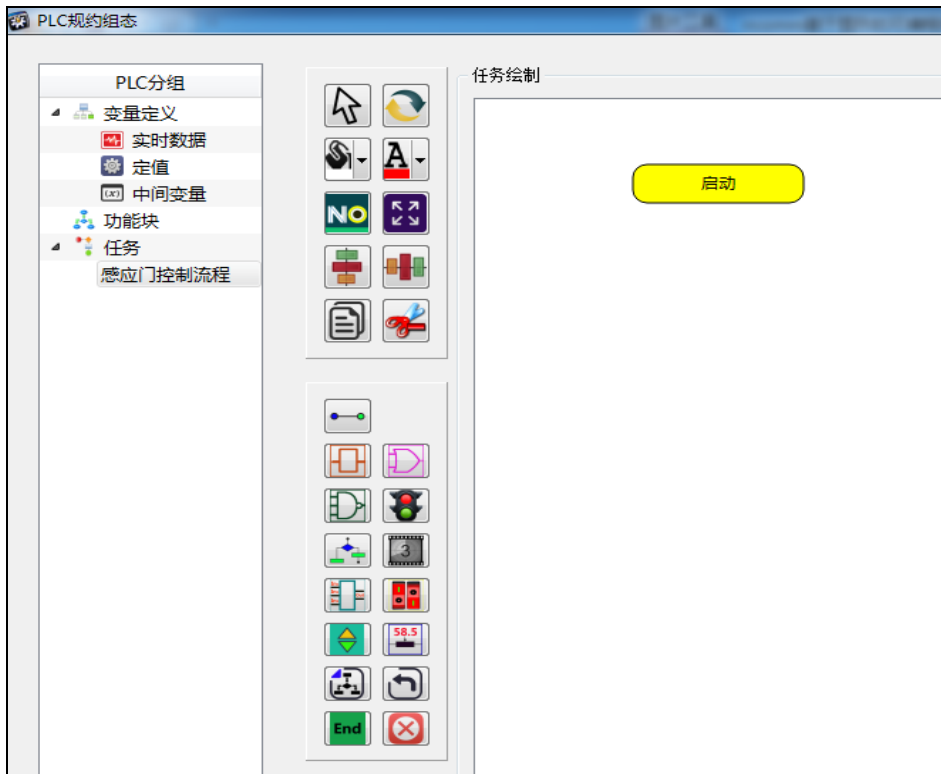 PLC规约组态
PLC分组
变量定义
实时数据
定值
(x) 中间变量
功能块
任务
感应门控制流程
A
NO
3
58.5
End
任务绘制
启动